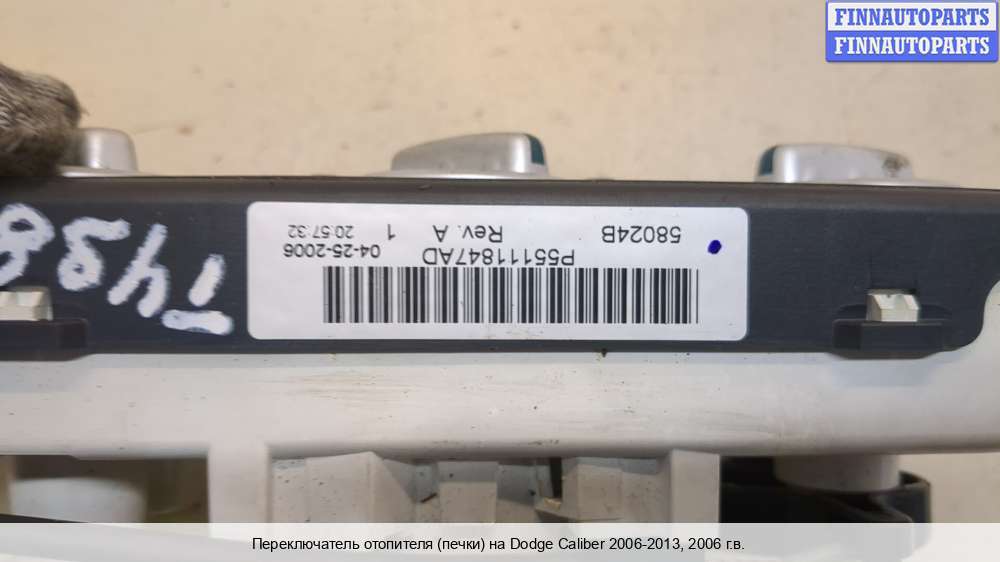 FINNAUTOPARTS
FINNAUTOPARTS
P55111847AD 04-25-2006
58024B Rev. A 1 20:57:32
Переключатель отопителя (печки) на Dodge Caliber 2006-2013, 2006 г.в.